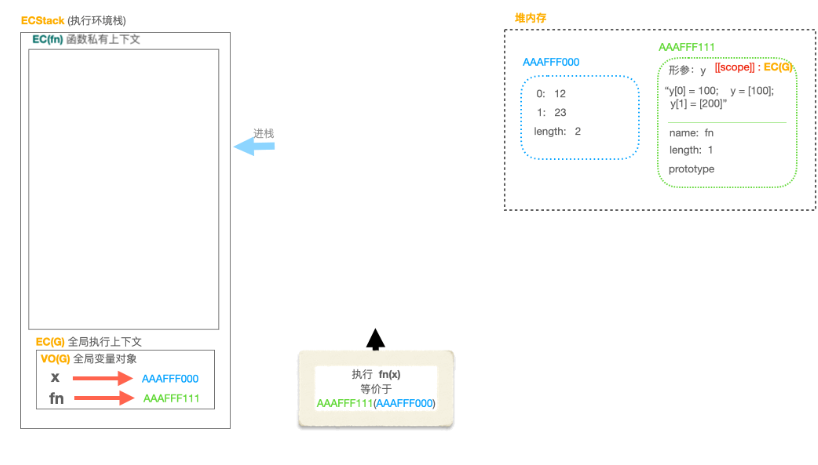 ECStack (执行环境栈)
EC(fn) 函数私有上下文
进栈
EC(G) 全局执行上下文
VO(G) 全局变量对象
x AAAFFF000
fn AAAFFF111
执行 fn(x)
等价于
AAAFFF111(AAAFFF000)
堆内存
AAAFFF000
0: 12
1: 23
length: 2
AAAFFF111
形参: y [[scope]] : EC(G)
"y[0] = 100; y = [100];
y[1] = [200]"
name: fn
length: 1
prototype